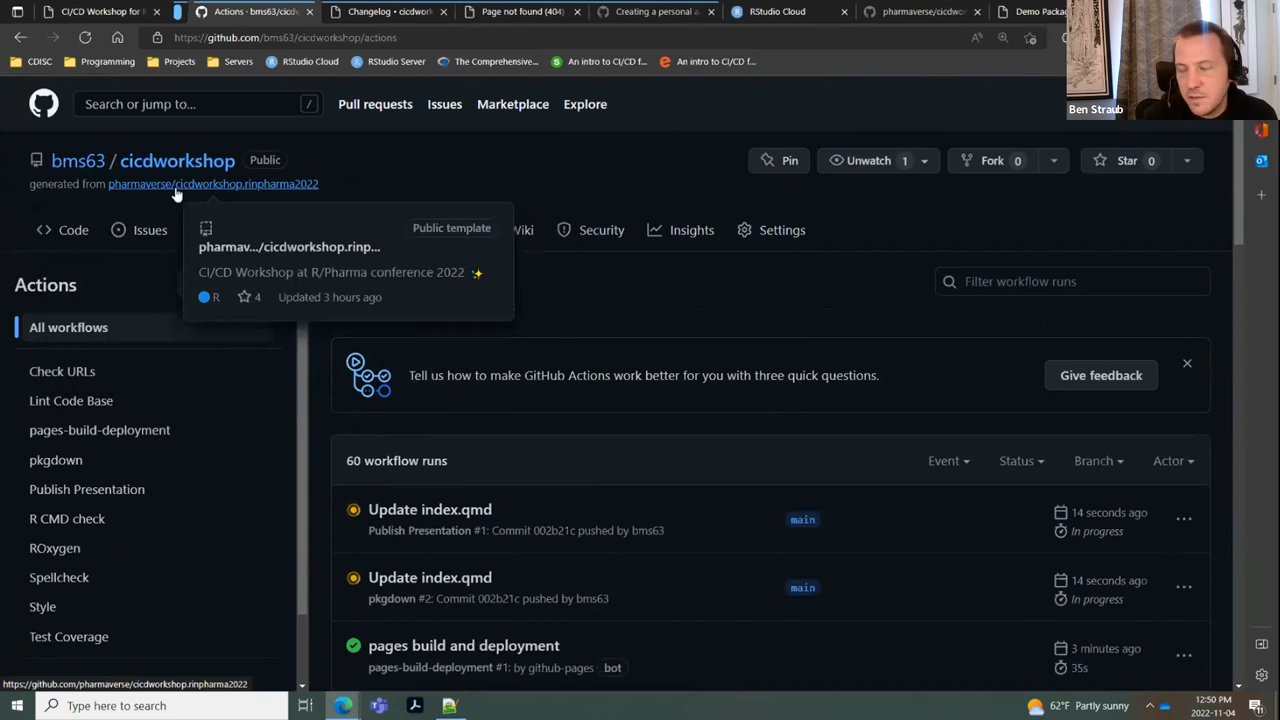 CI/CD Workshop for
Actions · bms63/cicd
Changelog • cicdwork
Page not found (404)
Creating a personal a
RStudio Cloud
pharmaverse/cicdwo
Demo Packa
https://github.com/bms63/cicdworkshop/actions
CDISC
Programming
Projects
Servers
RStudio Cloud
RStudio Server
The Comprehensive...
An intro to CI/CD f...
An intro to CI/CD f...
Ben Straub
Search or jump to...
/
Pull requests
Issues
Marketplace
Explore
bms63 / cicdworkshop
Public
Pin
Unwatch 1
Fork 0
Star 0
generated from pharmaverse/cicdworkshop.rinpharma2022
Code
Issues
Wiki
Security
Insights
Settings
Public template
pharmav.../cicdworkshop.rinp...
CI/CD Workshop at R/Pharma conference 2022 ✨
R
4
Updated 3 hours ago
Actions
Filter workflow runs
All workflows
Check URLs
Lint Code Base
pages-build-deployment
pkgdown
Publish Presentation
R CMD check
ROxygen
Spellcheck
Style
Test Coverage
Tell us how to make GitHub Actions work better for you with three quick questions.
Give feedback
60 workflow runs
Event
Status
Branch
Actor
Update index.qmd
Publish Presentation #1: Commit 002b21c pushed by bms63
main
14 seconds ago
In progress
Update index.qmd
pkgdown #2: Commit 002b21c pushed by bms63
main
14 seconds ago
In progress
pages build and deployment
pages-build-deployment #1: by github-pages bot
3 minutes ago
35s
https://github.com/pharmaverse/cicdworkshop.rinpharma2022
Type here to search
62°F Partly sunny
12:50 PM
2022-11-04